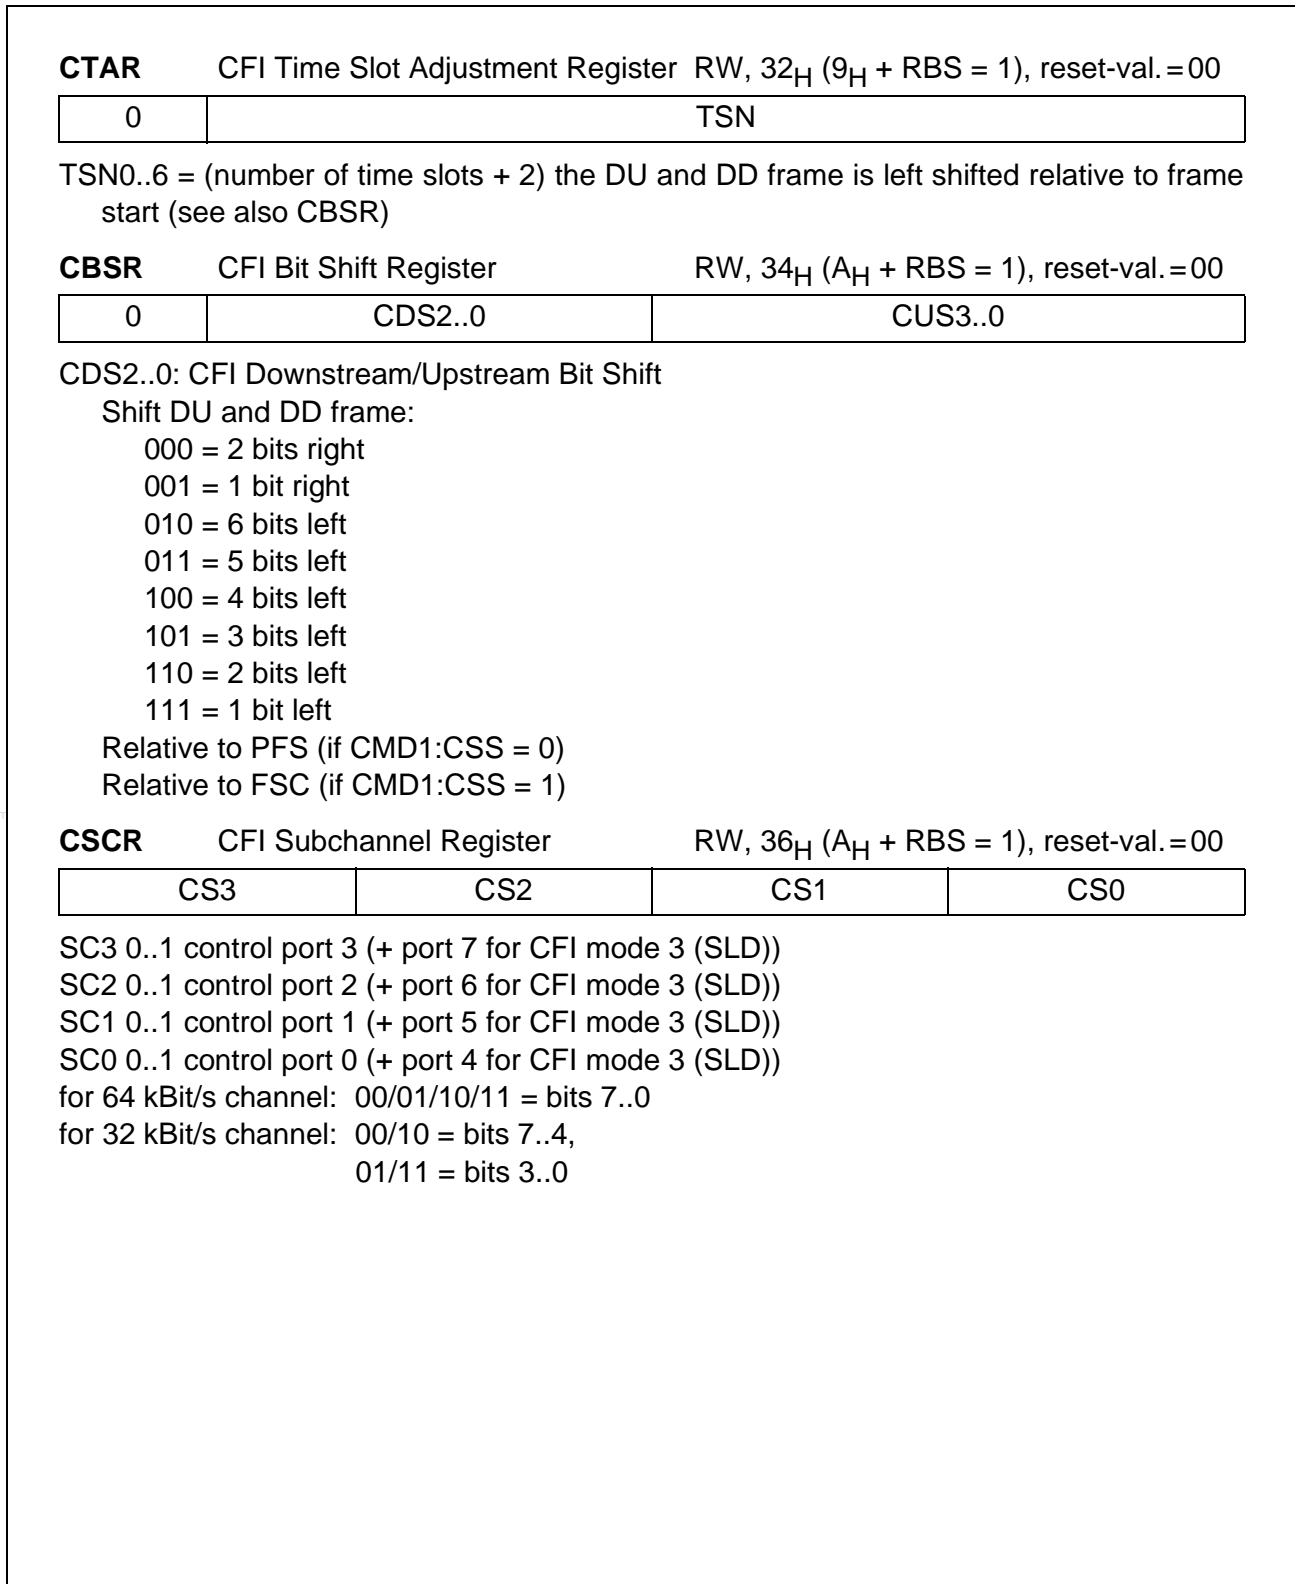 CTAR CFI Time Slot Adjustment Register RW, 32H (9H + RBS = 1), reset-val. = 00
0 TSN
TSN0..6 = (number of time slots + 2) the DU and DD frame is left shifted relative to frame
start (see also CBSR)
CBSR CFI Bit Shift Register RW, 34H (AH + RBS = 1), reset-val. = 00
0 CDS2..0 CUS3..0
CDS2..0: CFI Downstream/Upstream Bit Shift
Shift DU and DD frame:
000 = 2 bits right
001 = 1 bit right
010 = 6 bits left
011 = 5 bits left
100 = 4 bits left
101 = 3 bits left
110 = 2 bits left
111 = 1 bit left
Relative to PFS (if CMD1:CSS = 0)
Relative to FSC (if CMD1:CSS = 1)
CSCR CFI Subchannel Register RW, 36H (AH + RBS = 1), reset-val. = 00
CS3 CS2 CS1 CS0
SC3 0..1 control port 3 (+ port 7 for CFI mode 3 (SLD))
SC2 0..1 control port 2 (+ port 6 for CFI mode 3 (SLD))
SC1 0..1 control port 1 (+ port 5 for CFI mode 3 (SLD))
SC0 0..1 control port 0 (+ port 4 for CFI mode 3 (SLD))
for 64 kBit/s channel: 00/01/10/11 = bits 7..0
for 32 kBit/s channel: 00/10 = bits 7..4,
01/11 = bits 3..0